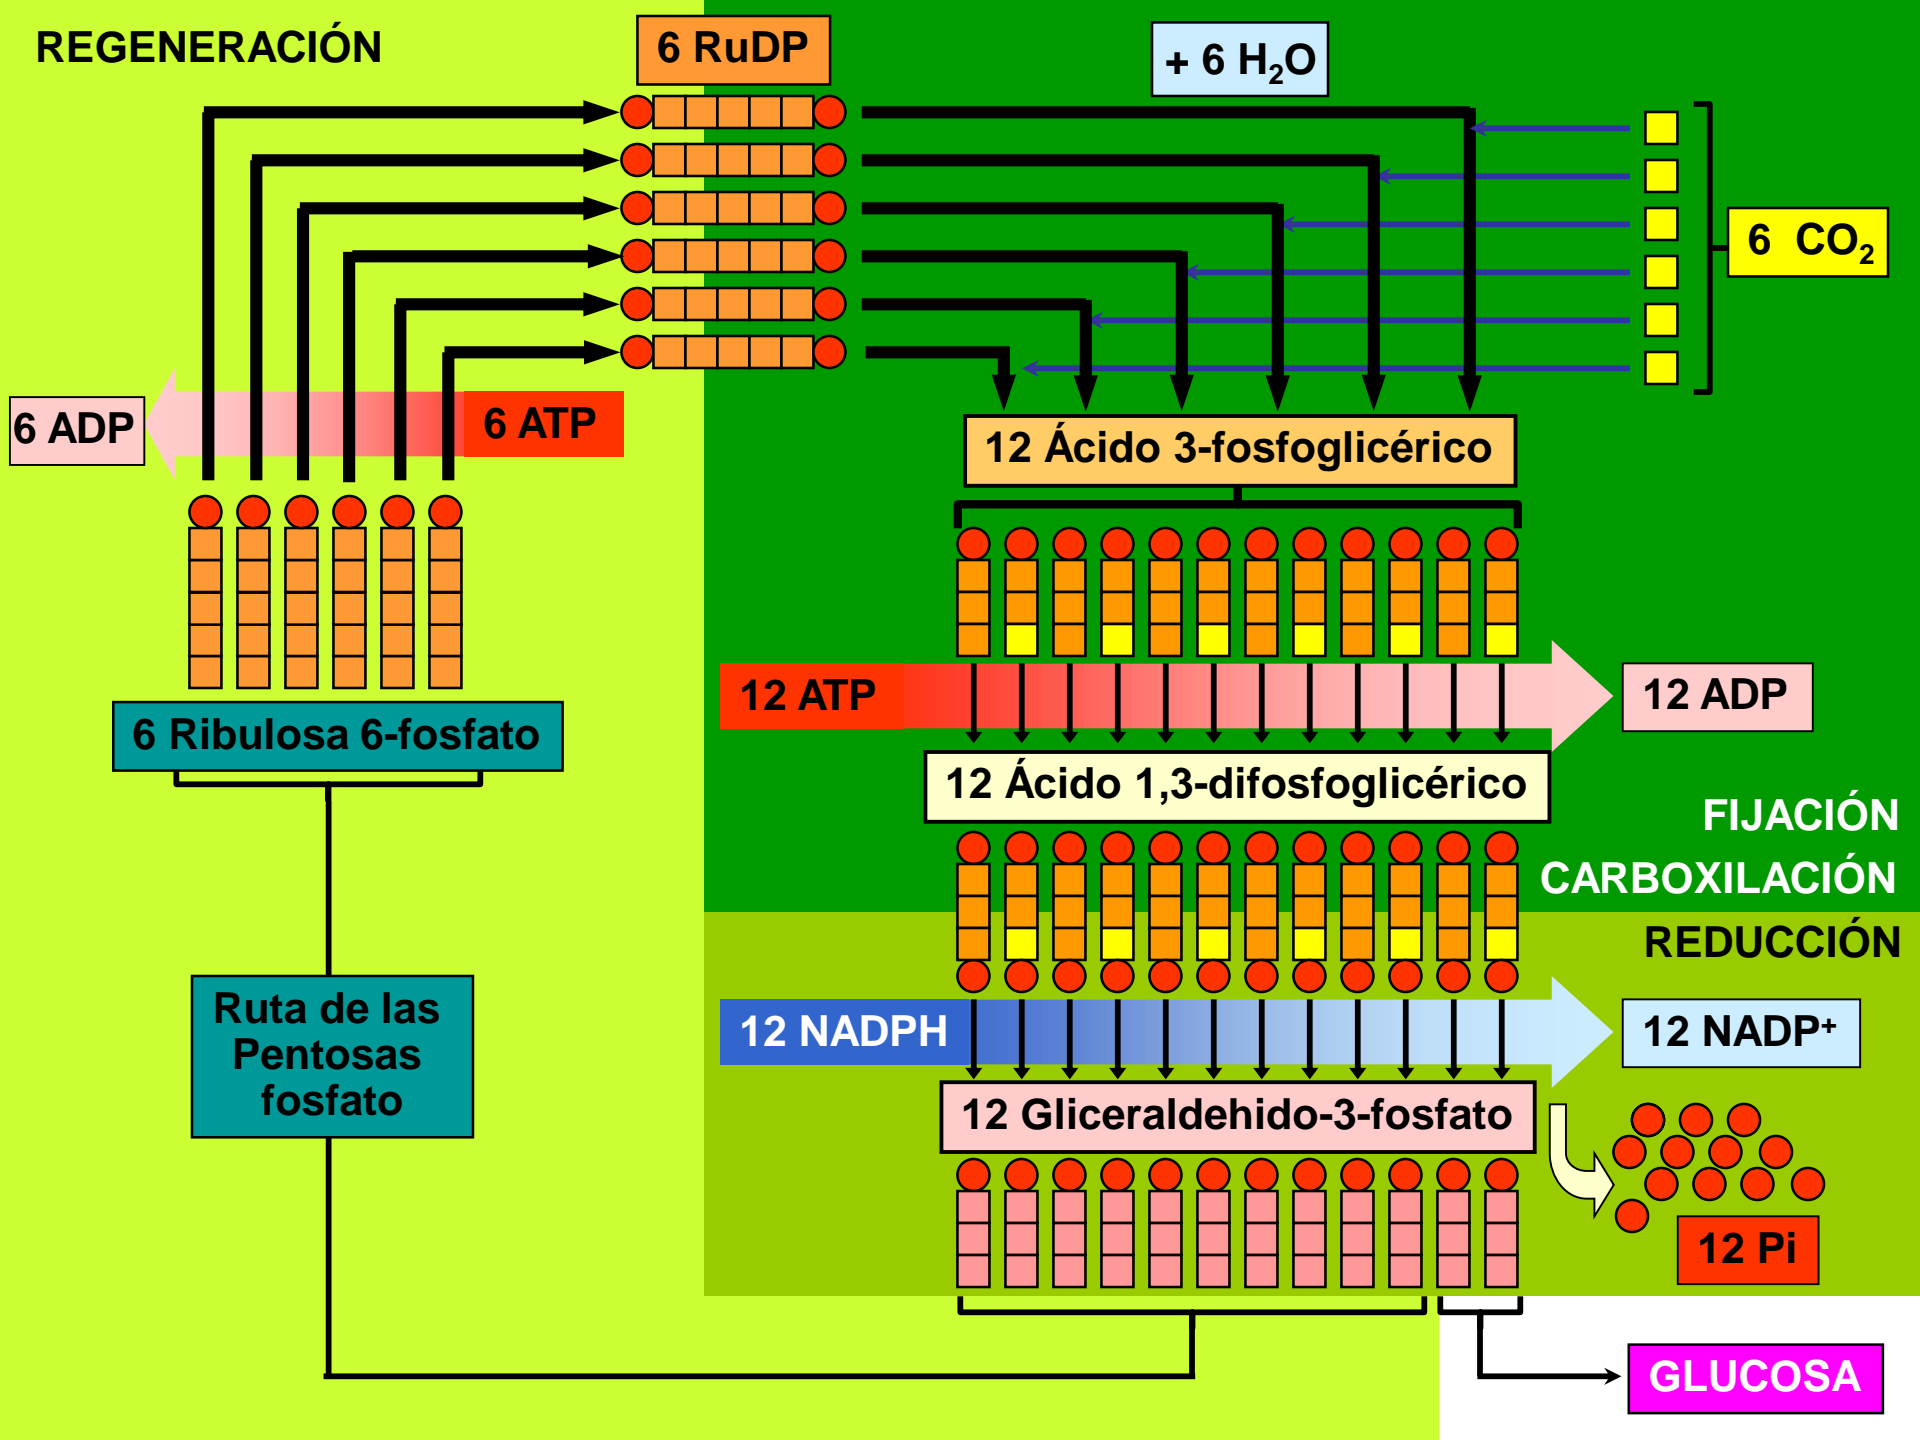 REGENERACIÓN
6 RuDP
+ 6 H₂O
6 CO₂
6 ADP
6 ATP
12 Ácido 3-fosfoglicérico
12 ATP
12 ADP
6 Ribulosa 6-fosfato
12 Ácido 1,3-difosfoglicérico
FIJACIÓN
CARBOXILACIÓN
REDUCCIÓN
Ruta de las
Pentosas
fosfato
12 NADPH
12 NADP⁺
12 Gliceraldehido-3-fosfato
12 Pi
GLUCOSA